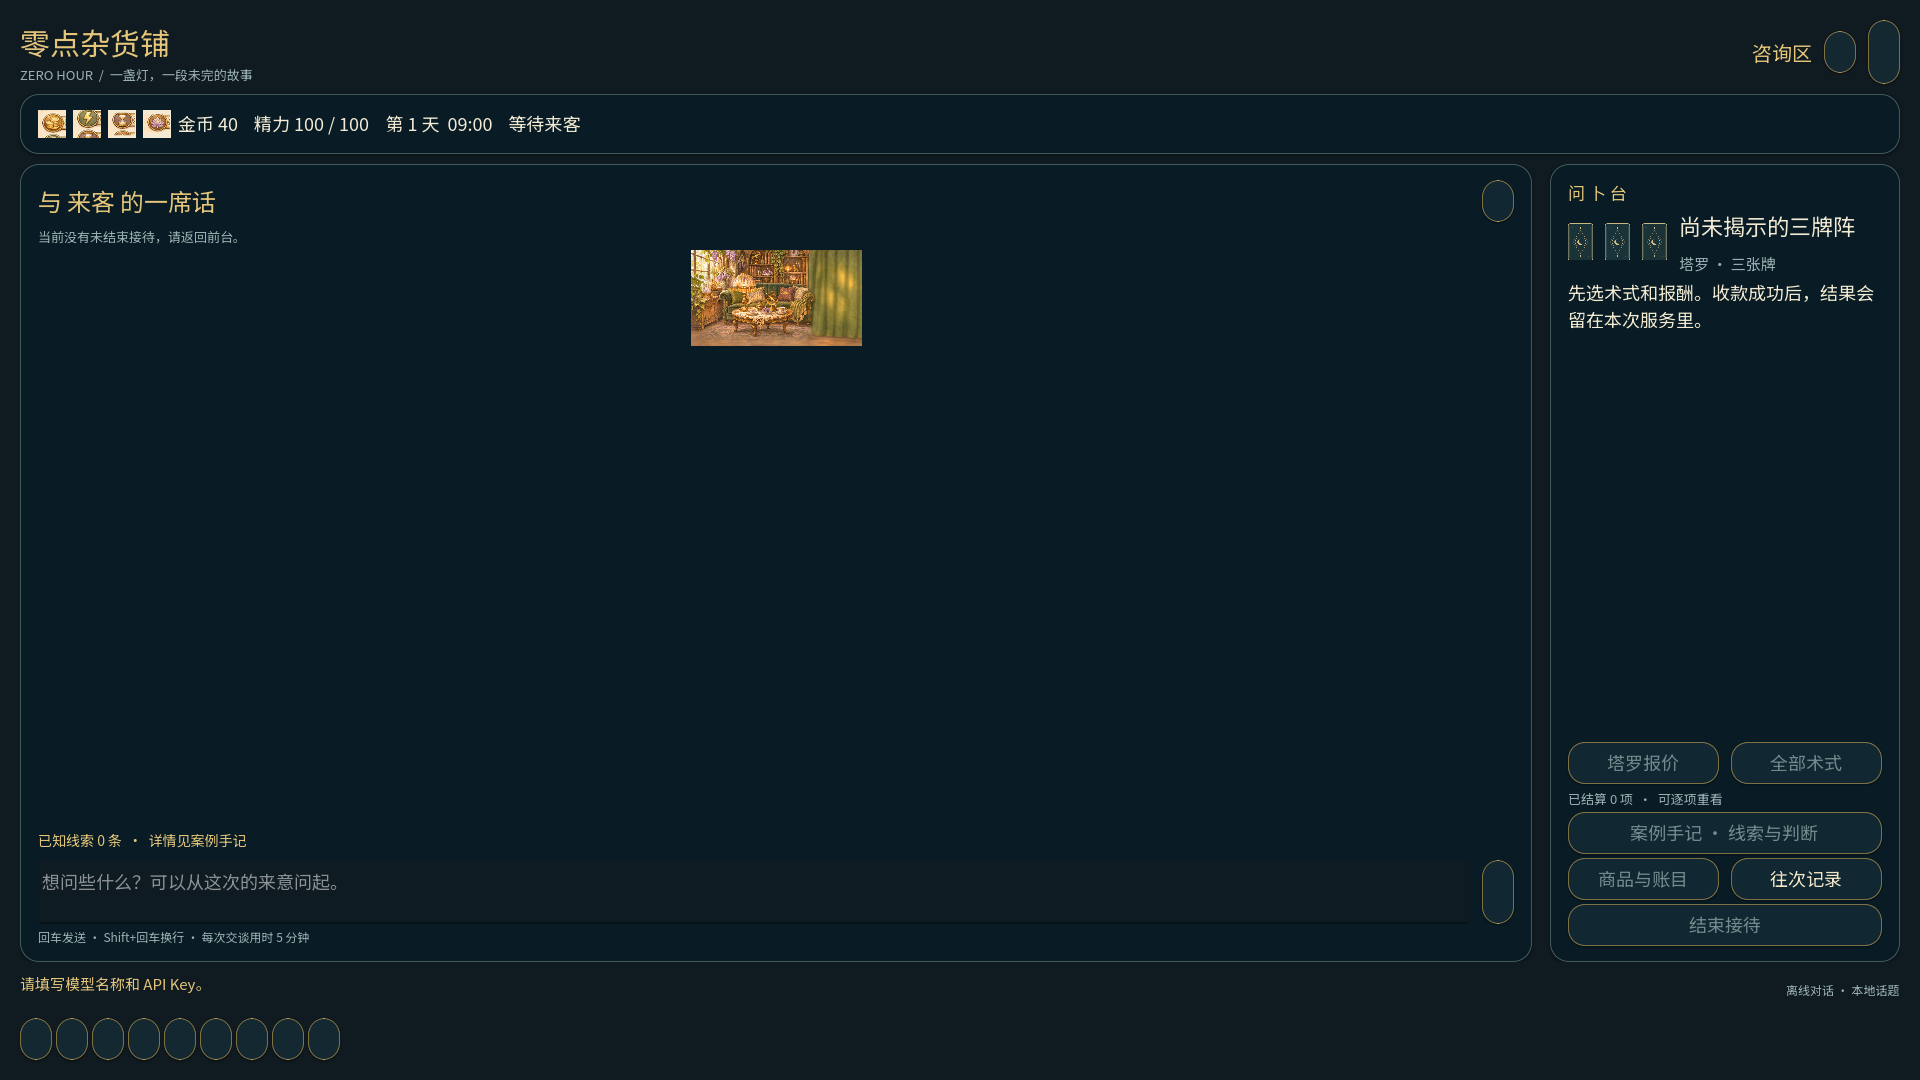 零点杂货铺
ZERO HOUR / 一盏灯，一段未完的故事
咨询区
金币 40 精力 100 / 100 第 1 天 09:00 等待来客
与 来客 的一席话
当前没有未结束接待，请返回前台。
已知线索 0 条 · 详情见案例手记
想问些什么？可以从这次的来意问起。
回车发送 · Shift+回车换行 · 每次交谈用时 5 分钟
问卜台
尚未揭示的三牌阵
塔罗 · 三张牌
先选术式和报酬。收款成功后，结果会
留在本次服务里。
塔罗报价
全部术式
已结算 0 项 · 可逐项重看
案例手记 · 线索与判断
商品与账目
往次记录
结束接待
请填写模型名称和 API Key。
离线对话 · 本地话题